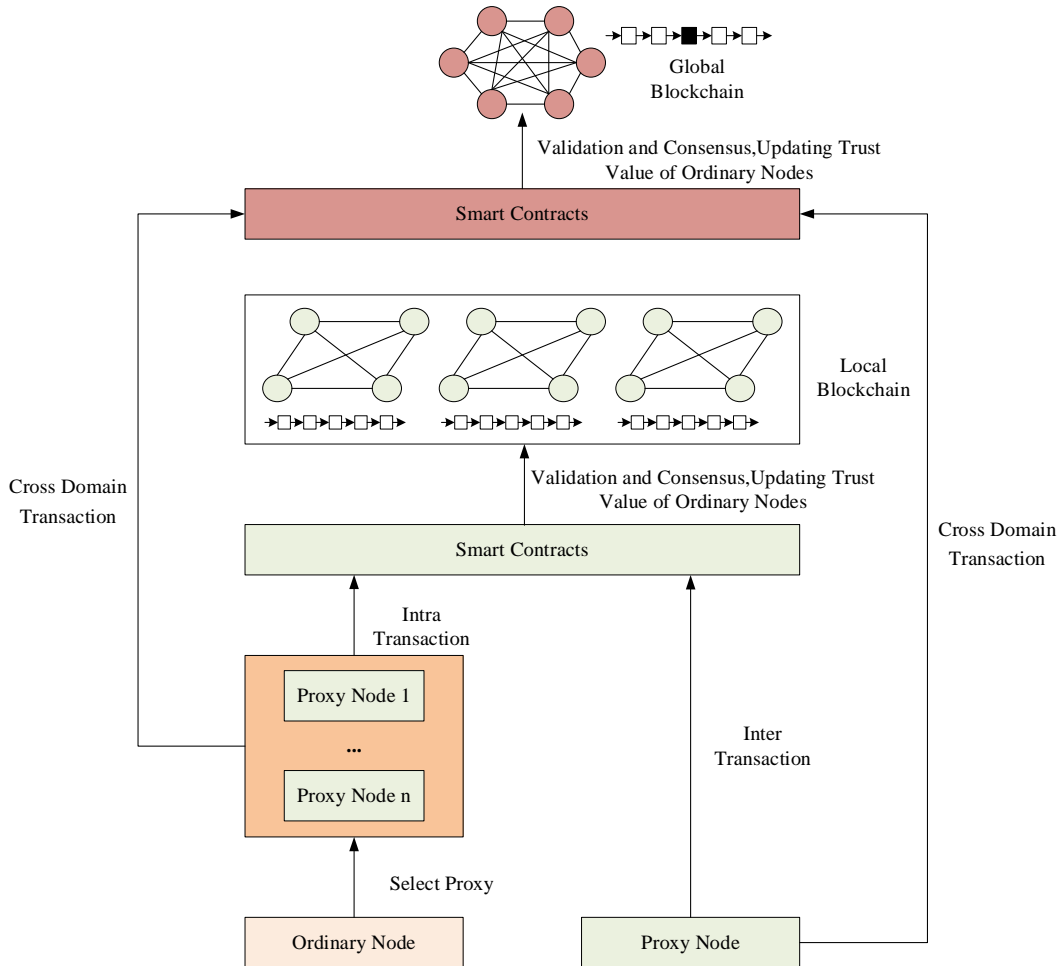 Global
Blockchain
Validation and Consensus,Updating Trust
Value of Ordinary Nodes
Smart Contracts
Local
Blockchain
Validation and Consensus,Updating Trust
Value of Ordinary Nodes
Cross Domain
Transaction
Cross Domain
Transaction
Smart Contracts
Intra
Transaction
Proxy Node 1
...
Proxy Node n
Inter
Transaction
Select Proxy
Ordinary Node
Proxy Node